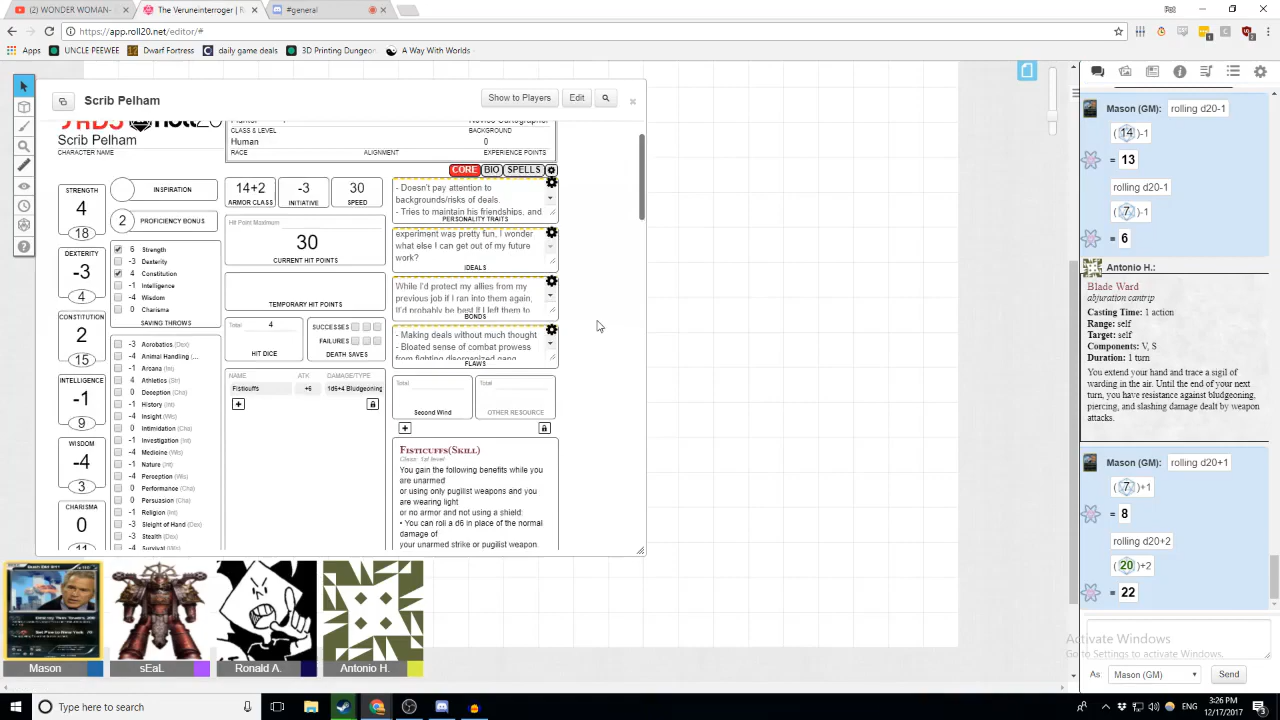 (2) WONDER WOMAN-
The Veruneinterroger | R
#general
https://app.roll20.net/editor/#
Apps
UNCLE PEEWEE
Dwarf Fortress
daily game deals
3D Printing Dungeon
A Way With Worlds
Scrib Pelham
Show to Players
Edit
Scrib Pelham
CHARACTER NAME
CLASS & LEVEL
BACKGROUND
Human
0
RACE
ALIGNMENT
EXPERIENCE POINTS
CORE
BIO
SPELLS
STRENGTH
4
18
DEXTERITY
-3
4
CONSTITUTION
2
15
INTELLIGENCE
-1
9
WISDOM
-4
3
CHARISMA
0
11
INSPIRATION
2
PROFICIENCY BONUS
6 Strength
-3 Dexterity
4 Constitution
-1 Intelligence
-4 Wisdom
0 Charisma
SAVING THROWS
-3 Acrobatics (Dex)
-4 Animal Handling (...
-1 Arcana (Int)
4 Athletics (Str)
0 Deception (Cha)
-1 History (Int)
-4 Insight (Wis)
0 Intimidation (Cha)
-1 Investigation (Int)
-4 Medicine (Wis)
-1 Nature (Int)
-4 Perception (Wis)
0 Performance (Cha)
0 Persuasion (Cha)
-1 Religion (Int)
-3 Sleight of Hand (Dex)
-3 Stealth (Dex)
-4 Survival (Wis)
14+2
ARMOR CLASS
-3
INITIATIVE
30
SPEED
Hit Point Maximum
30
CURRENT HIT POINTS
TEMPORARY HIT POINTS
Total
4
HIT DICE
SUCCESSES
FAILURES
DEATH SAVES
NAME
ATK
DAMAGE/TYPE
Fisticuffs
+6
1d6+4 Bludgeoning
- Doesn't pay attention to
backgrounds/risks of deals.
- Tries to maintain his friendships, and
PERSONALITY TRAITS
experiment was pretty fun, I wonder
what else I can get out of my future
work?
IDEALS
While I'd protect my allies from my
previous job if I ran into them again,
It'd probably be best if I left them to
BONDS
- Making deals without much thought
- Bloated sense of combat prowess
from fighting disorganized gang
FLAWS
Total
Second Wind
Total
OTHER RESOURCE
FISTICUFFS(SKILL)
Class: 1st level
You gain the following benefits while you
are unarmed
or using only pugilist weapons and you
are wearing light
or no armor and not using a shield:
• You can roll a d6 in place of the normal
damage of
your unarmed strike or pugilist weapon.
Mason
sEaL
Ronald A.
Antonio H.
Mason (GM):
rolling d20-1
(14)-1
= 13
rolling d20-1
(7)-1
= 6
Antonio H.:
Blade Ward
abjuration cantrip
Casting Time: 1 action
Range: self
Target: self
Components: V, S
Duration: 1 turn
You extend your hand and trace a sigil of
warding in the air. Until the end of your next
turn, you have resistance against bludgeoning,
piercing, and slashing damage dealt by weapon
attacks.
Mason (GM):
rolling d20+1
(7)+1
= 8
rolling d20+2
(20)+2
= 22
Activate Windows
Go to Settings to activate Windows.
As
Mason (GM)
Send
Type here to search
ENG
3:26 PM
12/17/2017